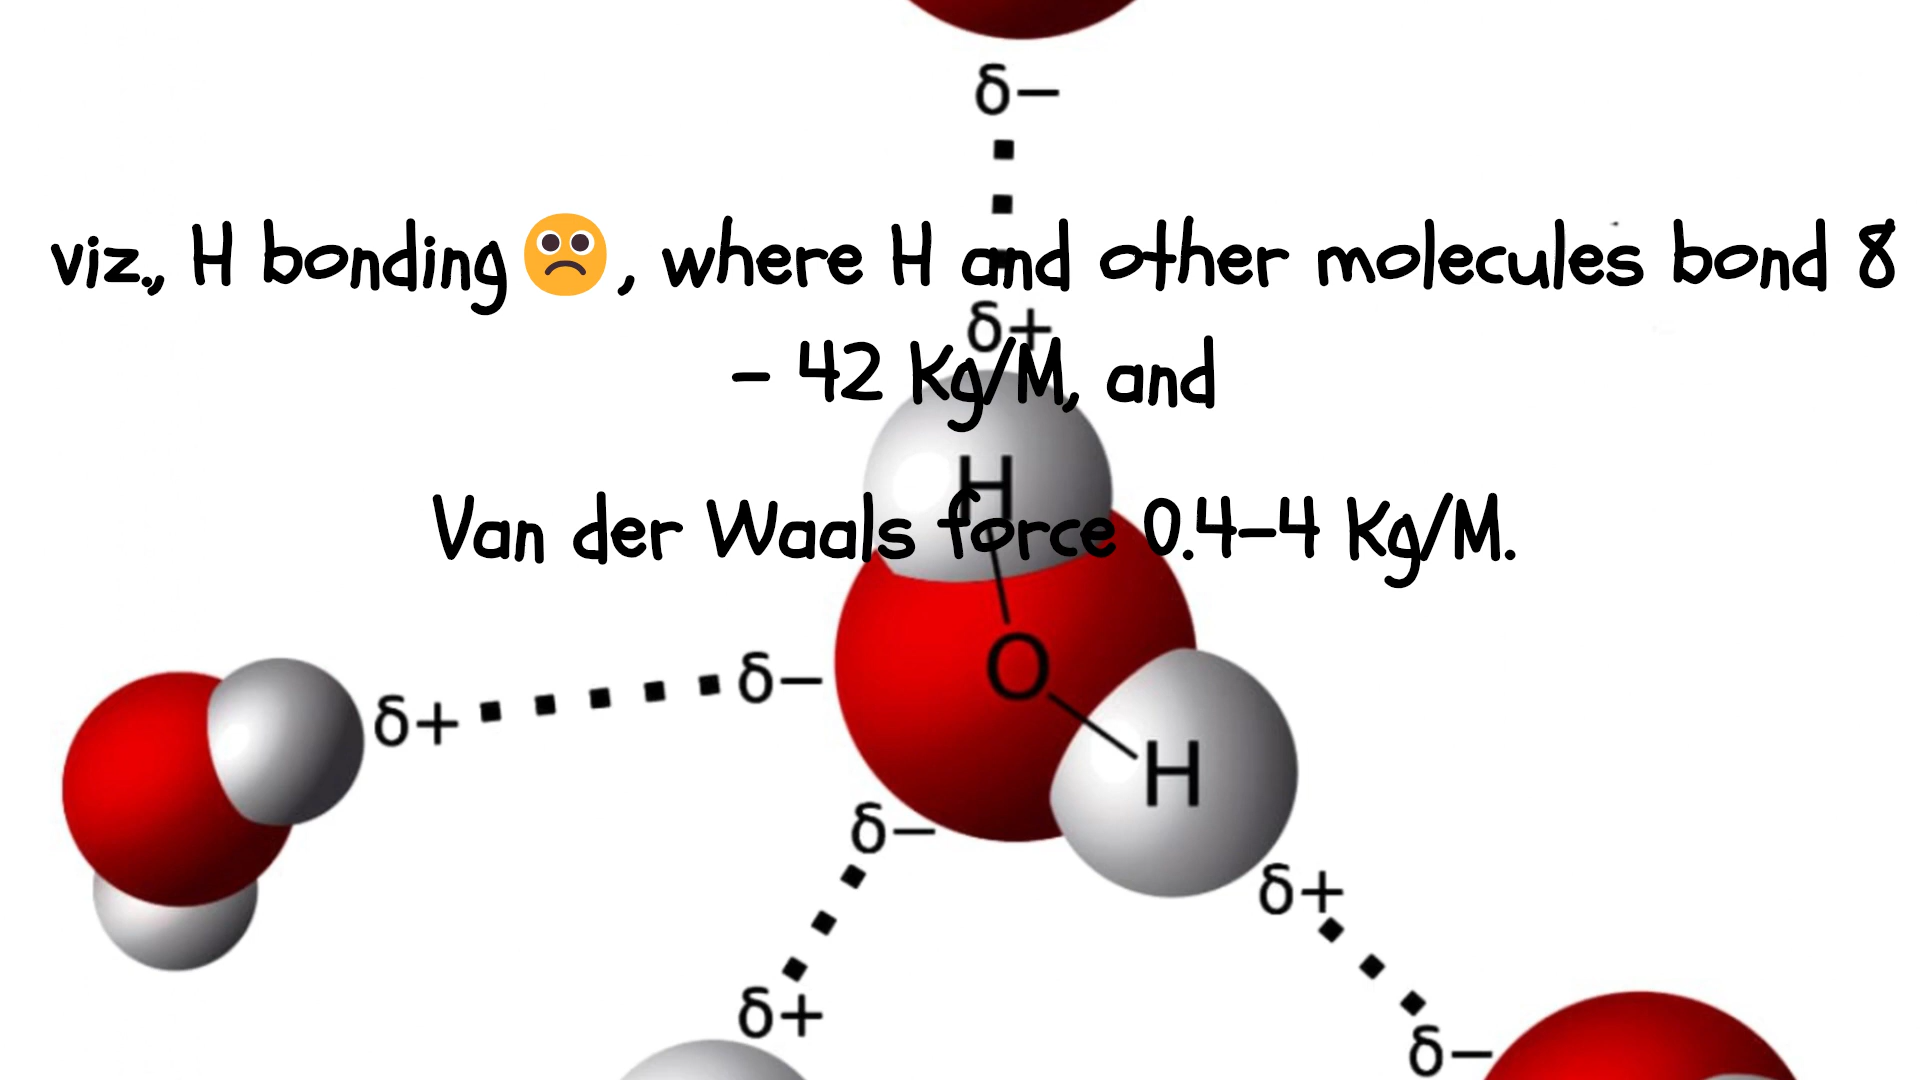 δ−
viz., H bonding🙁, where H and other molecules bond 8
δ+
- 42 Kg/M, and
H
Van der Waals force 0.4-4 Kg/M.
O
δ+ δ−
H
δ−
δ+
δ+
δ−